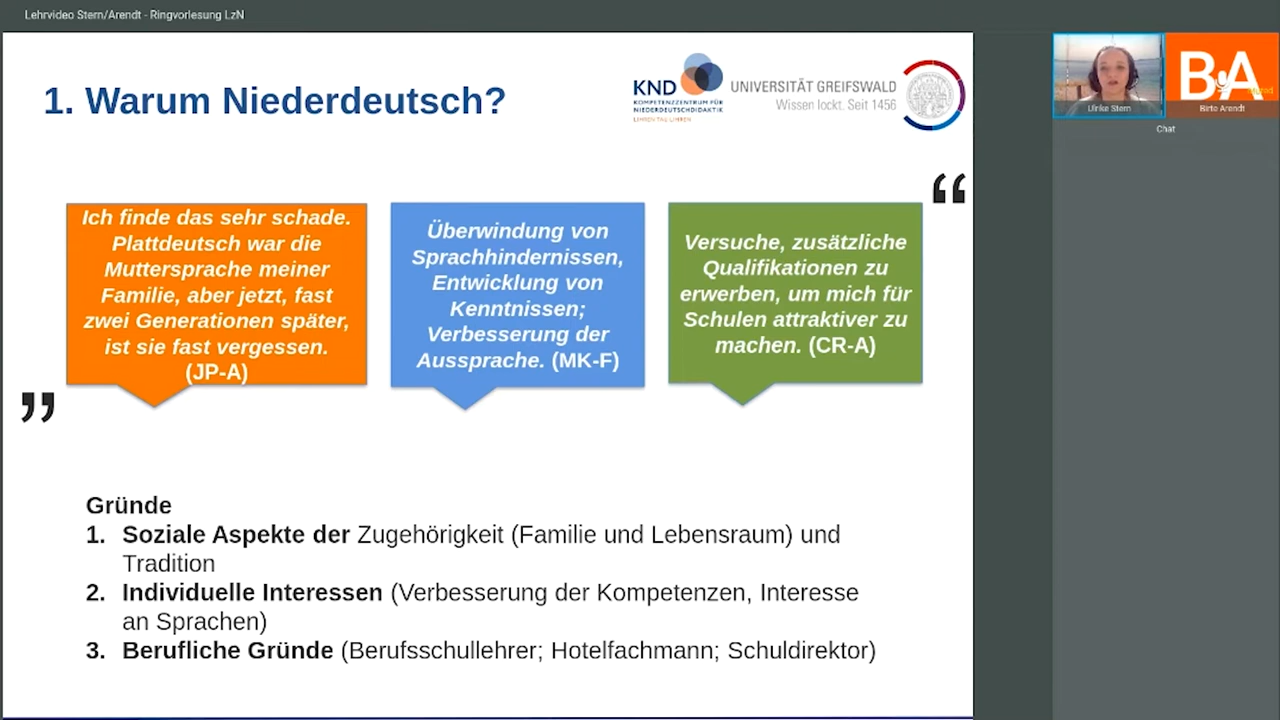 Lehrvideo Stern/Arendt - Ringvorlesung LzN
1. Warum Niederdeutsch?
KND
KOMPETENZZENTRUM FÜR
NIEDERDEUTSCHDIDAKTIK
UNIVERSITÄT GREIFSWALD
Wissen lockt. Seit 1456
BA
Ulrike Stern
Birte Arendt
Chat
“
Ich finde das sehr schade.
Plattdeutsch war die
Muttersprache meiner
Familie, aber jetzt, fast
zwei Generationen später,
ist sie fast vergessen.
(JP-A)
Überwindung von
Sprachhindernissen,
Entwicklung von
Kenntnissen;
Verbesserung der
Aussprache. (MK-F)
Versuche, zusätzliche
Qualifikationen zu
erwerben, um mich für
Schulen attraktiver zu
machen. (CR-A)
”
Gründe
1. Soziale Aspekte der Zugehörigkeit (Familie und Lebensraum) und
Tradition
2. Individuelle Interessen (Verbesserung der Kompetenzen, Interesse
an Sprachen)
3. Berufliche Gründe (Berufsschullehrer; Hotelfachmann; Schuldirektor)